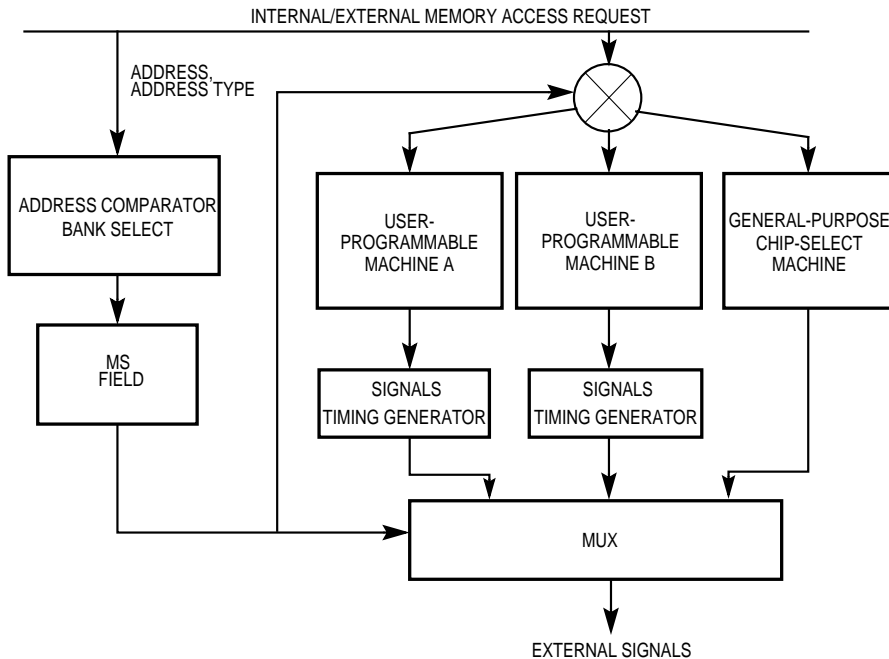 INTERNAL/EXTERNAL MEMORY ACCESS REQUEST
ADDRESS,
ADDRESS TYPE
ADDRESS COMPARATOR
BANK SELECT
USER-
PROGRAMMABLE
MACHINE A
USER-
PROGRAMMABLE
MACHINE B
GENERAL-PURPOSE
CHIP-SELECT
MACHINE
MS
FIELD
SIGNALS
TIMING GENERATOR
SIGNALS
TIMING GENERATOR
MUX
EXTERNAL SIGNALS